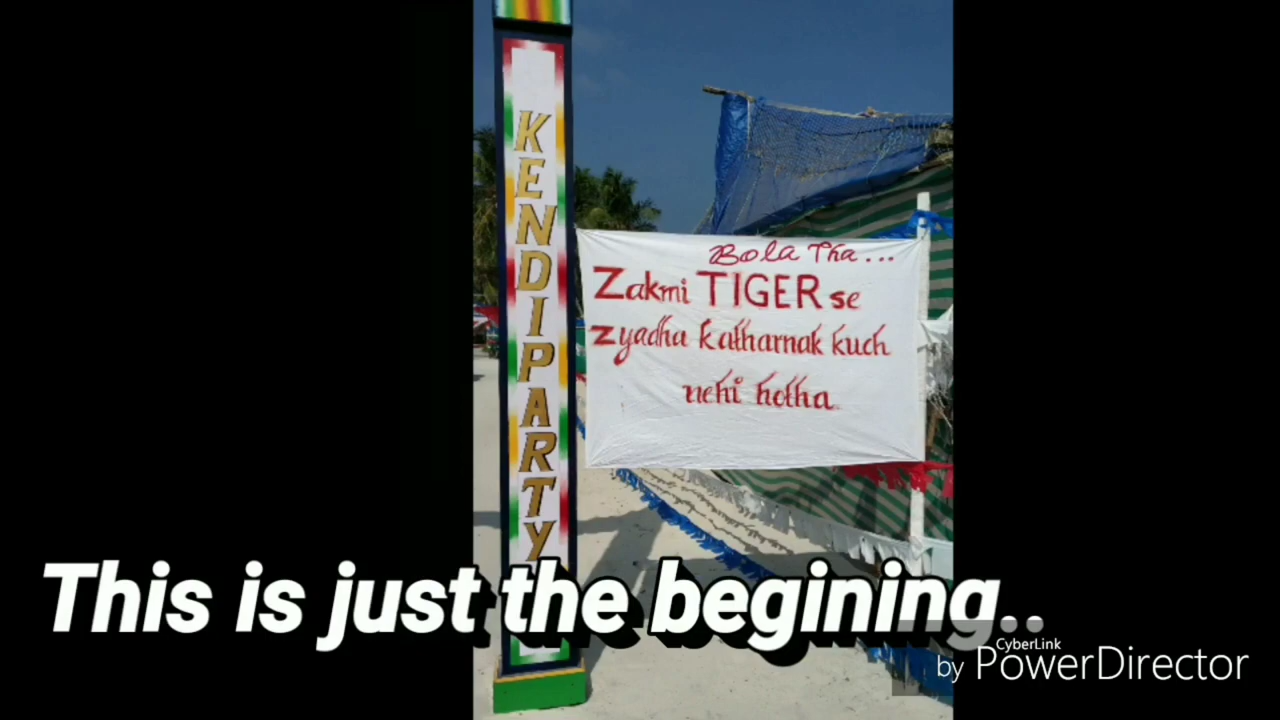 KENDIPARTY
Bola Tha...
Zakmi TIGER se
zyadha katharnak kuch
nehi hotha
This is just the begining..
CyberLink
by PowerDirector